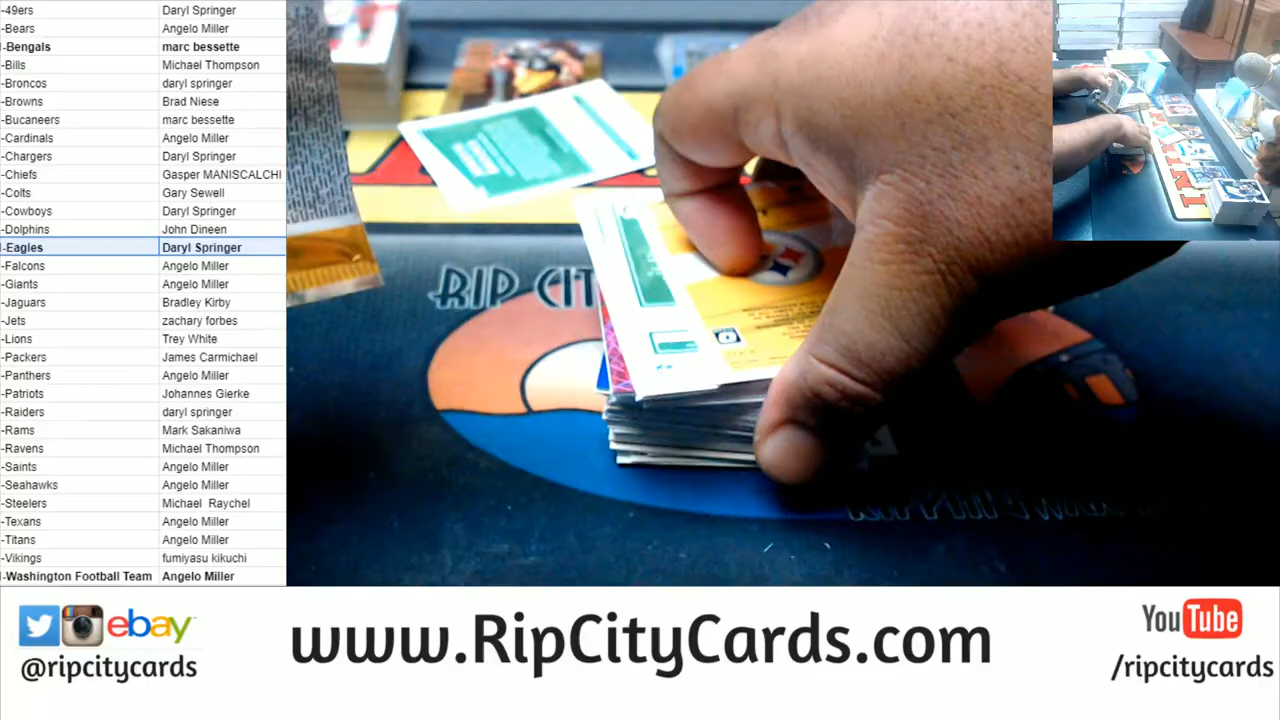 -49ers Daryl Springer
-Bears Angelo Miller
-Bengals marc bessette
-Bills Michael Thompson
-Broncos daryl springer
-Browns Brad Niese
-Bucaneers marc bessette
-Cardinals Angelo Miller
-Chargers Daryl Springer
-Chiefs Gasper MANISCALCHI
-Colts Gary Sewell
-Cowboys Daryl Springer
-Dolphins John Dineen
-Eagles Daryl Springer
-Falcons Angelo Miller
-Giants Angelo Miller
-Jaguars Bradley Kirby
-Jets zachary forbes
-Lions Trey White
-Packers James Carmichael
-Panthers Angelo Miller
-Patriots Johannes Gierke
-Raiders daryl springer
-Rams Mark Sakaniwa
-Ravens Michael Thompson
-Saints Angelo Miller
-Seahawks Angelo Miller
-Steelers Michael Raychel
-Texans Angelo Miller
-Titans Angelo Miller
-Vikings fumiyasu kikuchi
-Washington Football Team Angelo Miller
RIP CIT
ebay
@ripcitycards
www.RipCityCards.com
YouTube
/ripcitycards